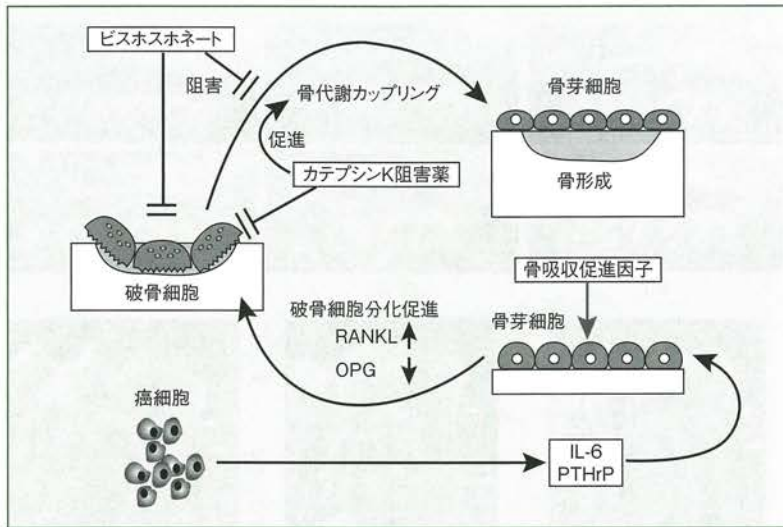 ビスホスホネート
阻害
骨代謝カップリング
促進
カテプシンK阻害薬
骨芽細胞
骨形成
破骨細胞
骨吸収促進因子
破骨細胞分化促進
RANKL
OPG
骨芽細胞
癌細胞
IL-6
PTHrP